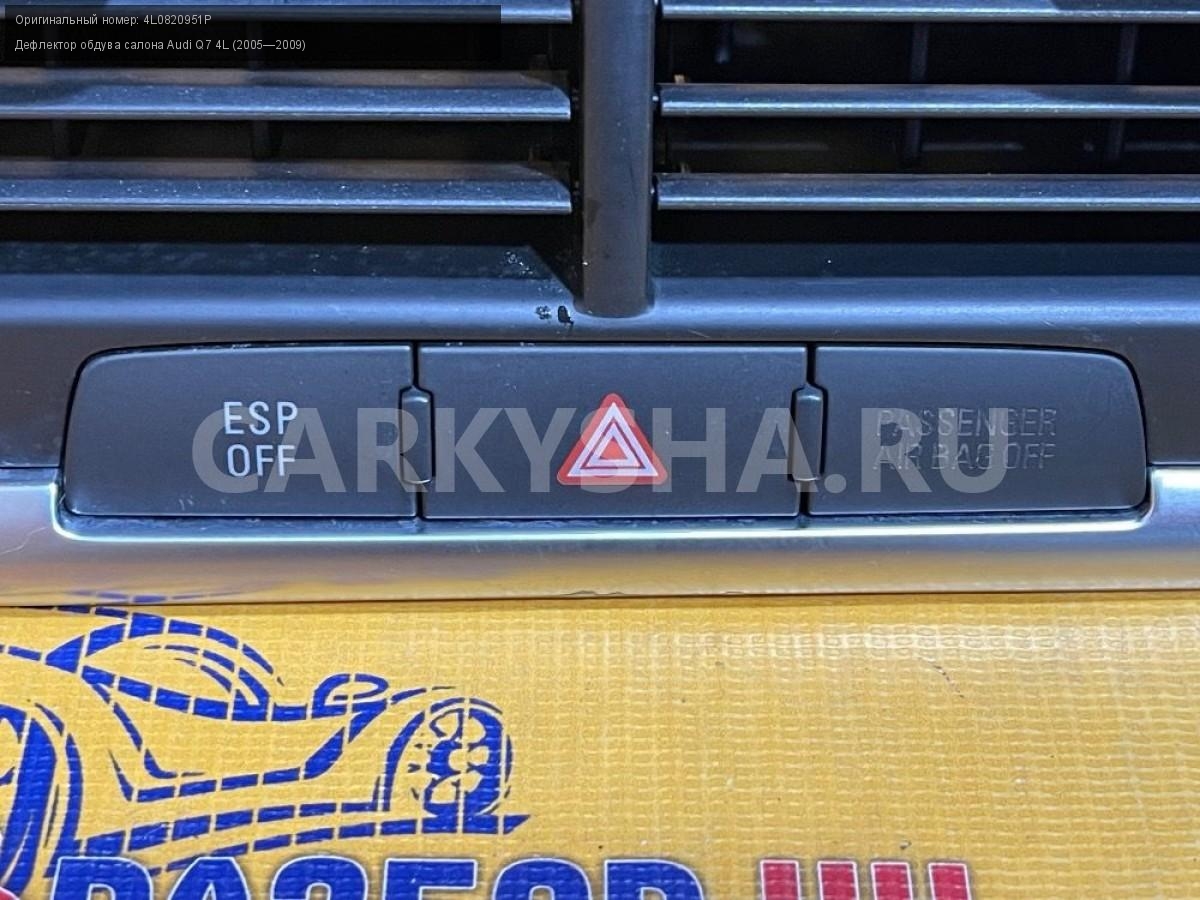 Оригинальный номер: 4L0820951P
Дефлектор обдува салона Audi Q7 4L (2005—2009)
ESP
OFF
PASSENGER
AIR BAG OFF
CARKYSHA.RU